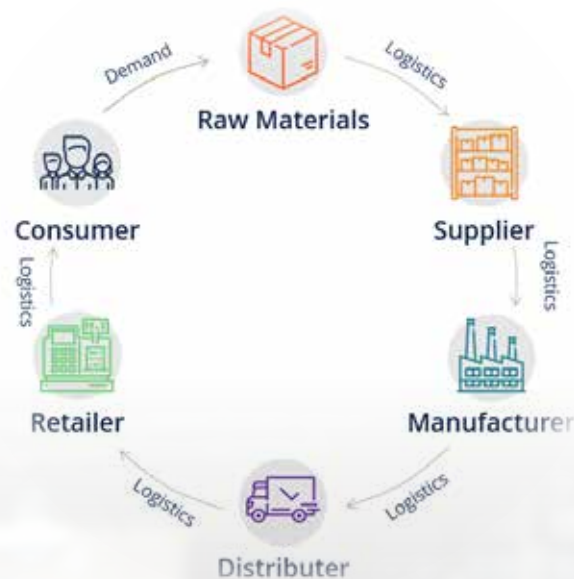 Demand
Logistics
Raw Materials
Consumer
Supplier
Logistics
Logistics
Retailer
Manufacturer
Logistics
Logistics
Distributer